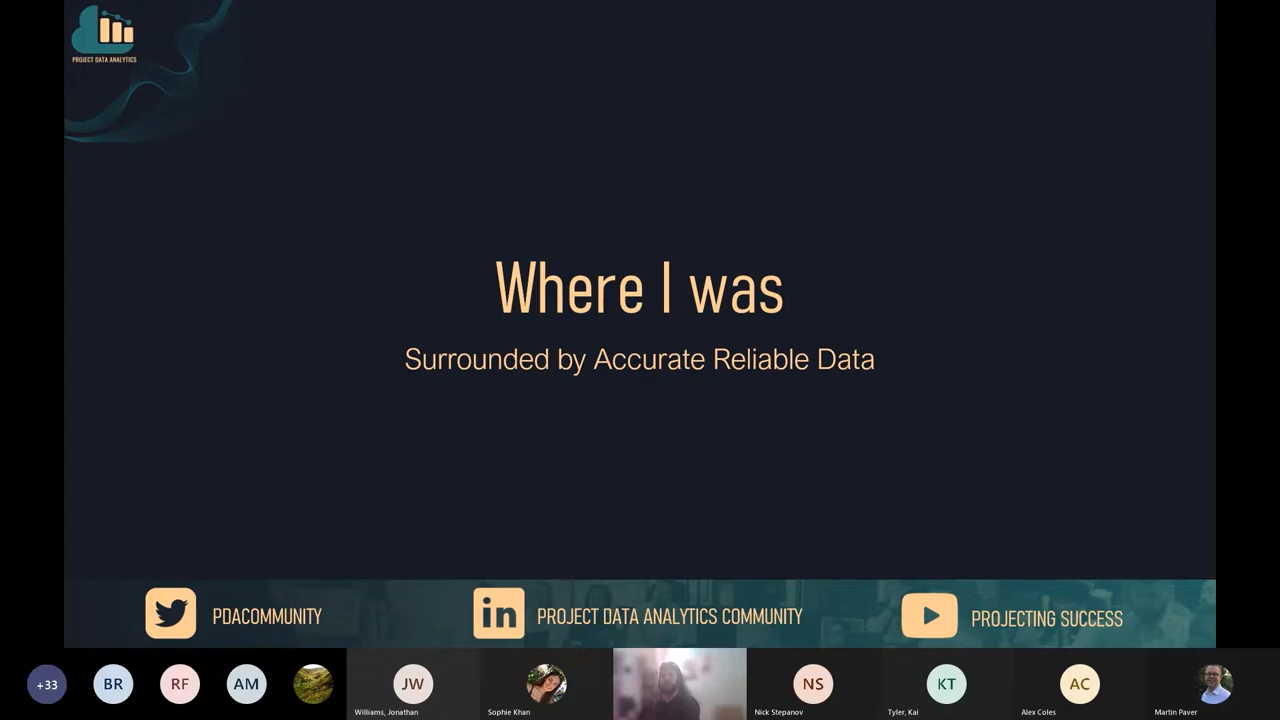 PROJECT DATA ANALYTICS
Where I was
Surrounded by Accurate Reliable Data
PDACOMMUNITY
in
PROJECT DATA ANALYTICS COMMUNITY
PROJECTING SUCCESS
+33
BR
RF
AM
JW
Williams, Jonathan
Sophie Khan
NS
Nick Stepanov
KT
Tyler, Kai
AC
Alex Coles
Martin Paver